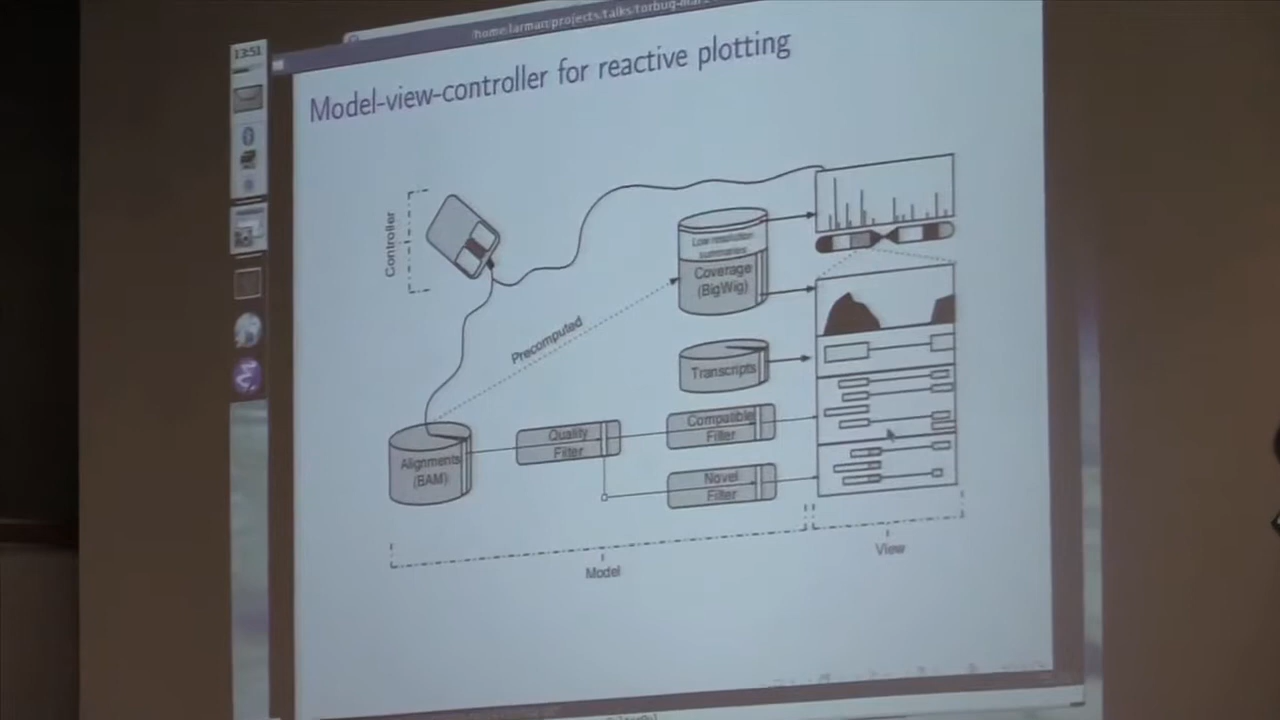 13:51
/home/larman/projects/talks/torbug-mar
Model-view-controller for reactive plotting
Controller
Low resolution
summaries
Coverage
(BigWig)
Precomputed
Transcripts
Alignments
(BAM)
Quality
Filter
Compatible
Filter
Novel
Filter
Model
View